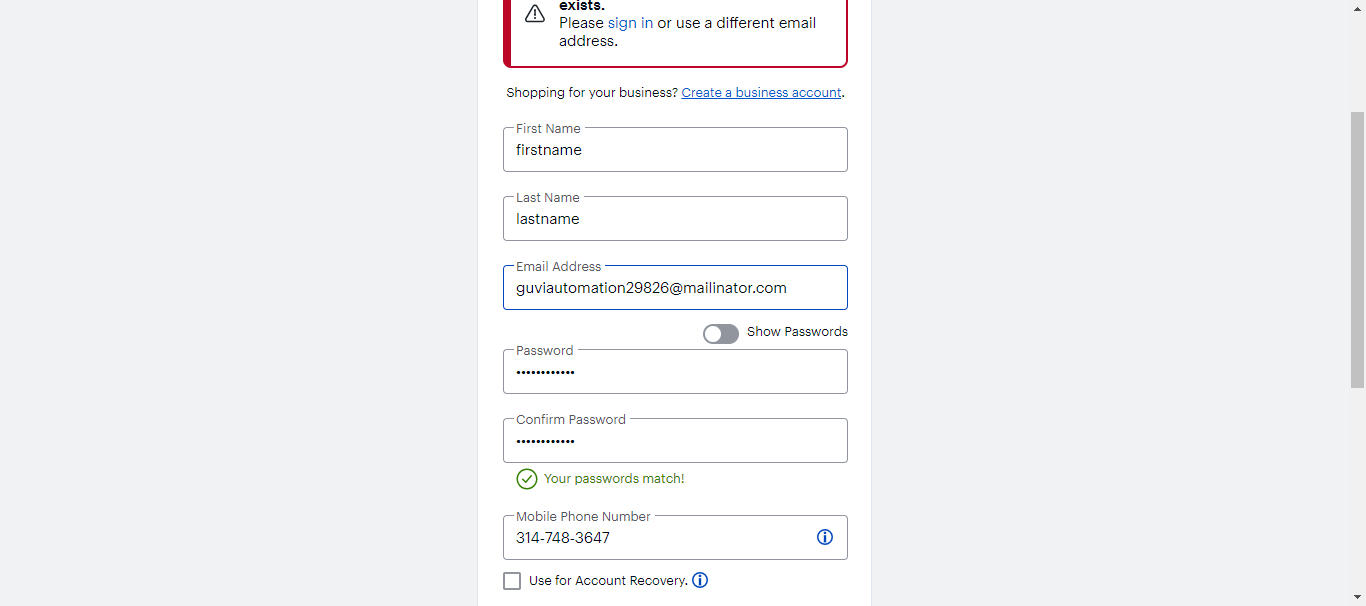 exists.
Please sign in or use a different email
address.
Shopping for your business? Create a business account.
First Name
firstname
Last Name
lastname
Email Address
guviautomation29826@mailinator.com
Show Passwords
Password
••••••••••••
Confirm Password
••••••••••••
Your passwords match!
Mobile Phone Number
314-748-3647
Use for Account Recovery.